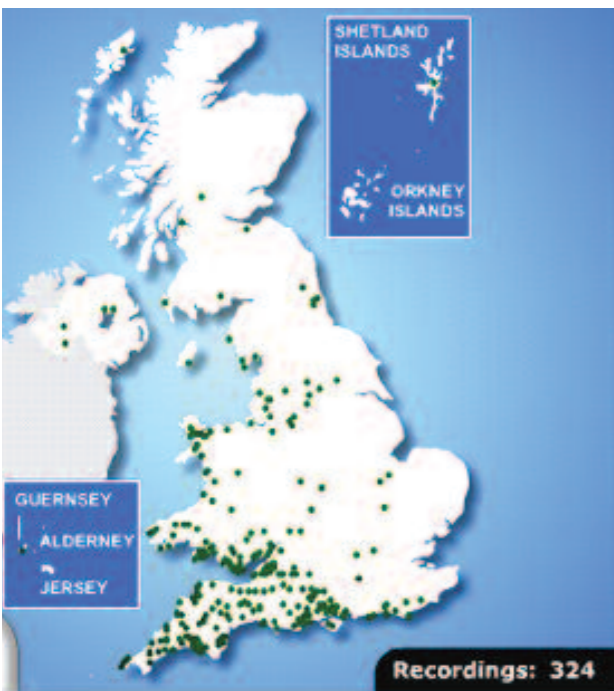 SHETLAND
ISLANDS
ORKNEY
ISLANDS
GUERNSEY
ALDERNEY
JERSEY
Recordings: 324